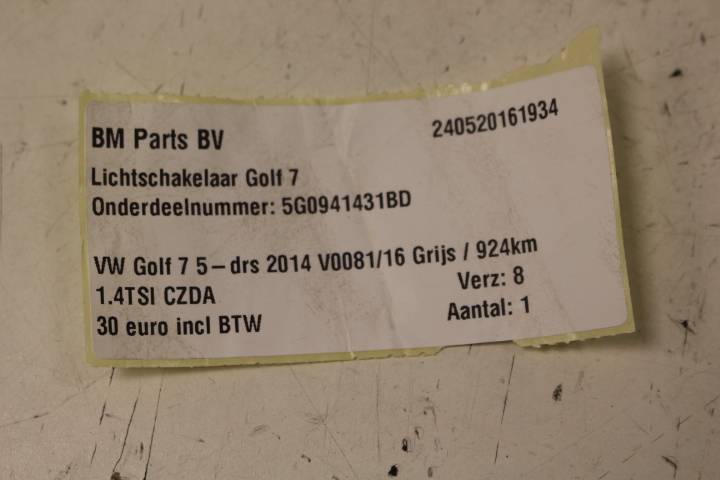 BM Parts BV 240520161934
Lichtschakelaar Golf 7
Onderdeelnummer: 5G0941431BD
VW Golf 7 5-drs 2014 V0081/16 Grijs / 924km
1.4TSI CZDA Verz: 8
30 euro incl BTW Aantal: 1